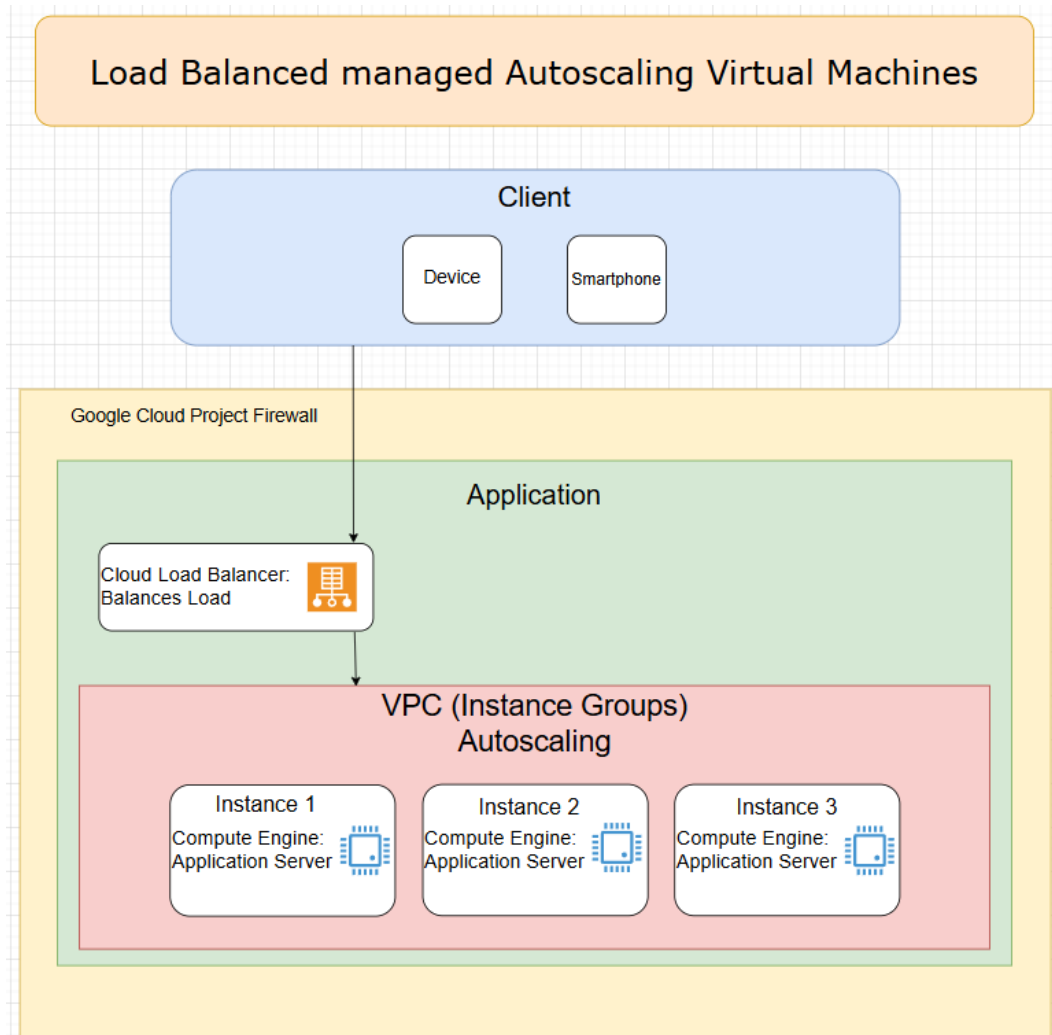 Load Balanced managed Autoscaling Virtual Machines
Client
Device
Smartphone
Google Cloud Project Firewall
Application
Cloud Load Balancer:
Balances Load
VPC (Instance Groups)
Autoscaling
Instance 1
Compute Engine:
Application Server
Instance 2
Compute Engine:
Application Server
Instance 3
Compute Engine:
Application Server